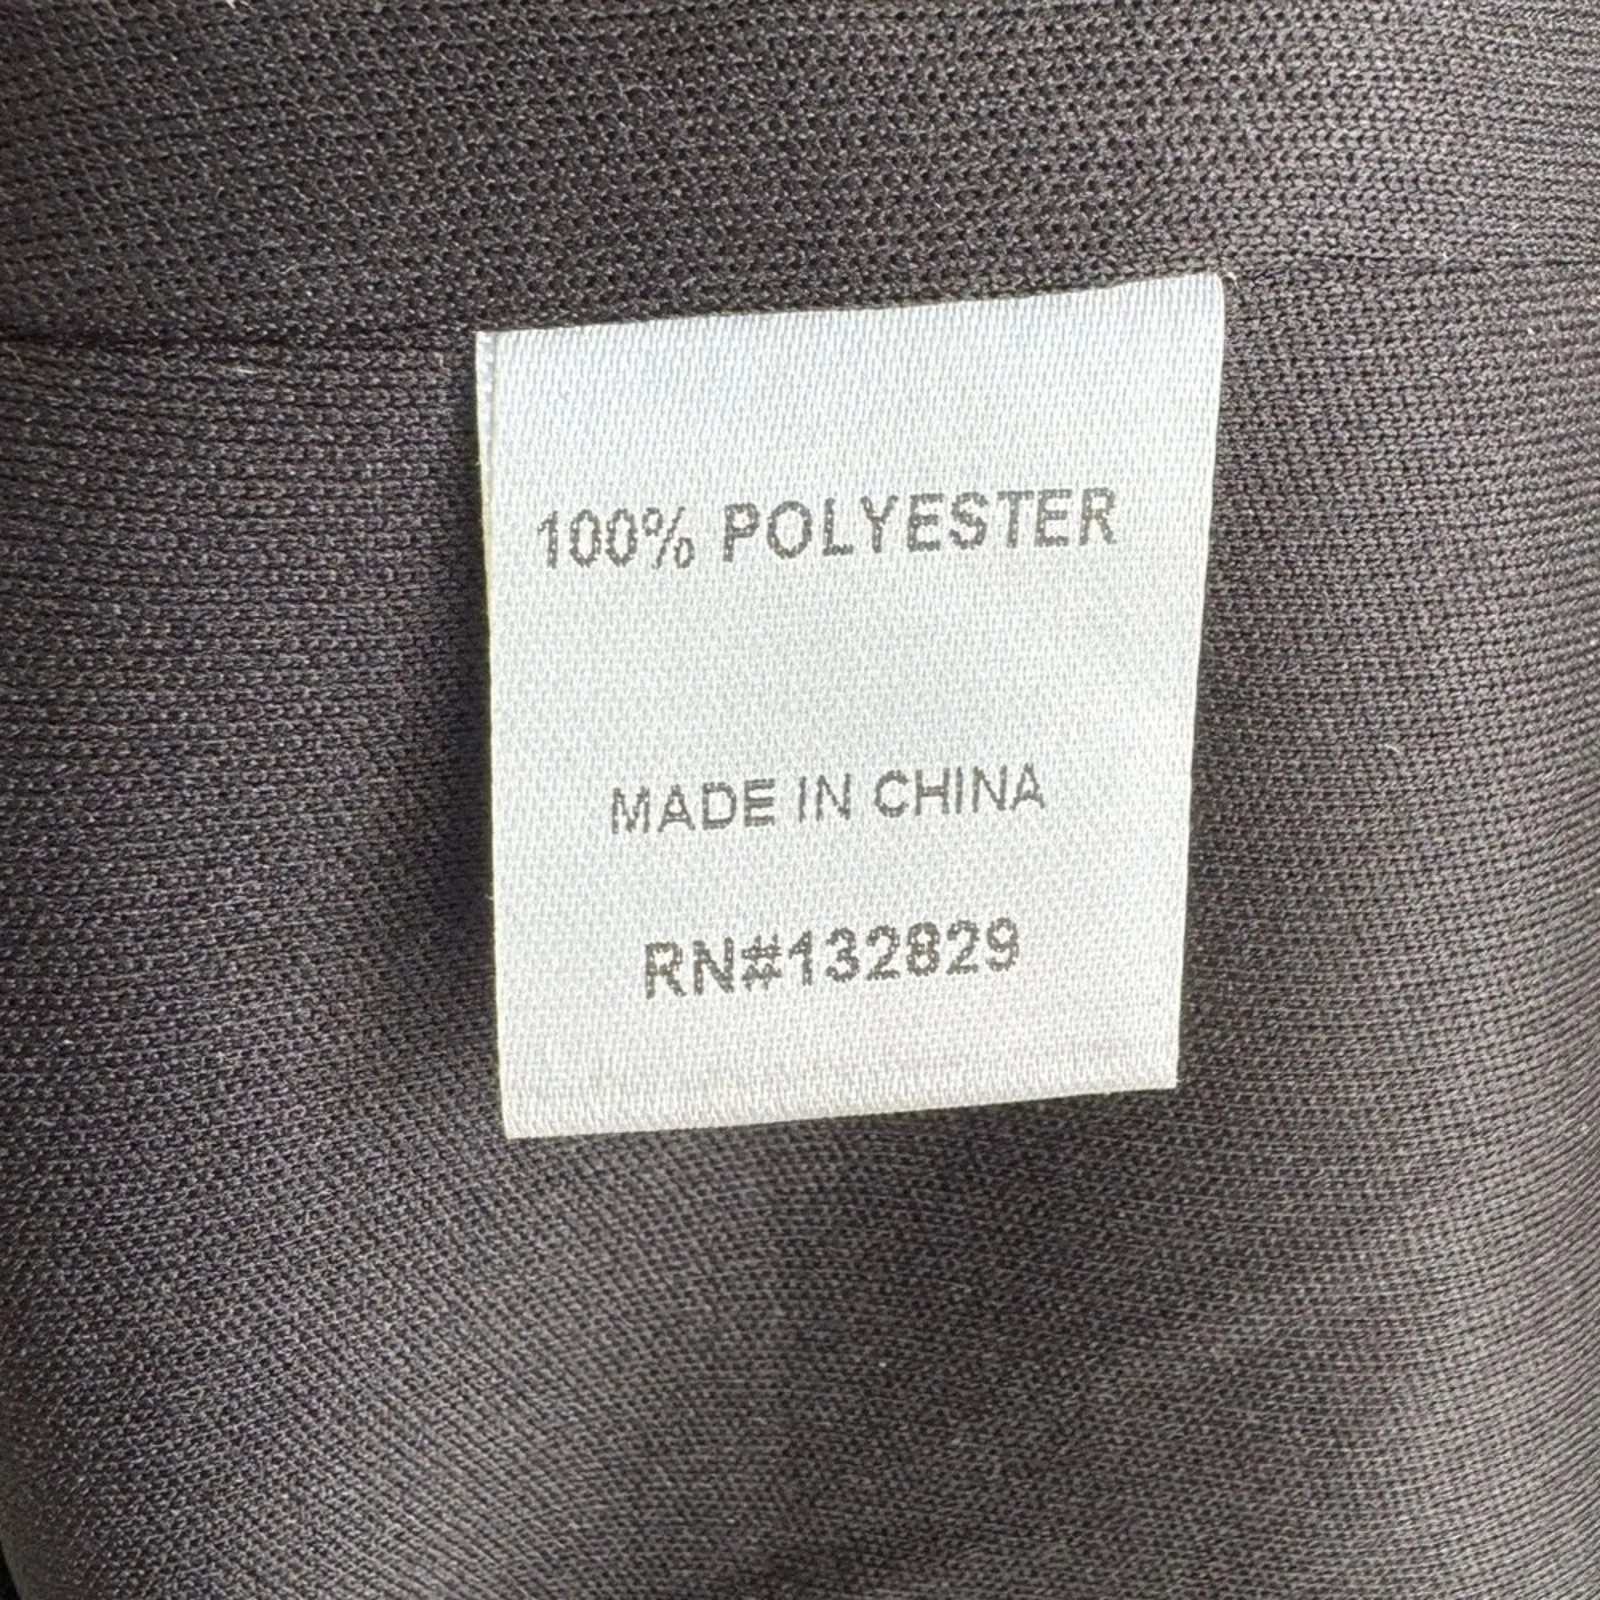 100% POLYESTER
MADE IN CHINA
RN#132829